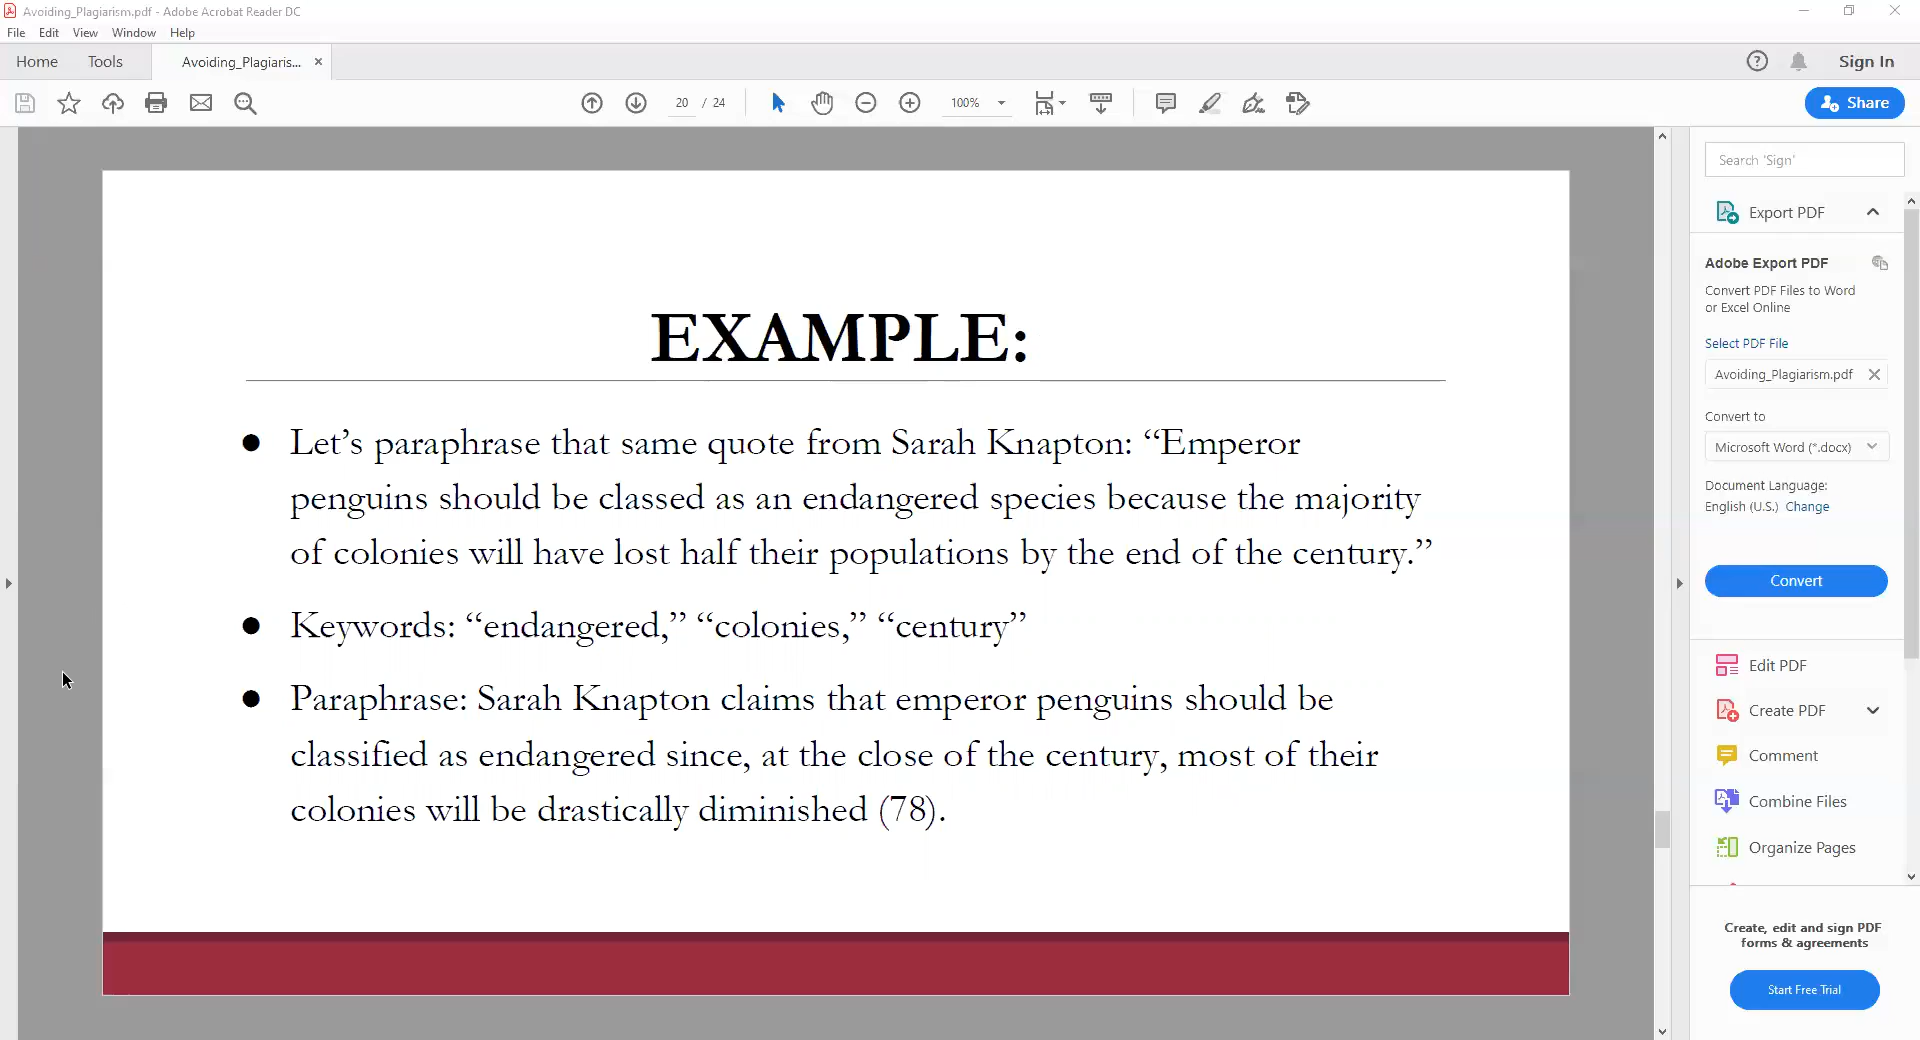 Avoiding_Plagiarism.pdf - Adobe Acrobat Reader DC
File Edit View Window Help
Home Tools Avoiding_Plagiaris... × Sign In
20 / 24 100% Share
Search 'Sign'
Export PDF
Adobe Export PDF
Convert PDF Files to Word
or Excel Online
Select PDF File
Avoiding_Plagiarism.pdf
Convert to
Microsoft Word (*.docx)
Document Language:
English (U.S.) Change
Convert
Edit PDF
Create PDF
Comment
Combine Files
Organize Pages
Create, edit and sign PDF
forms & agreements
Start Free Trial
EXAMPLE:
● Let’s paraphrase that same quote from Sarah Knapton: “Emperor
penguins should be classed as an endangered species because the majority
of colonies will have lost half their populations by the end of the century.”
● Keywords: “endangered,” “colonies,” “century”
● Paraphrase: Sarah Knapton claims that emperor penguins should be
classified as endangered since, at the close of the century, most of their
colonies will be drastically diminished (78).